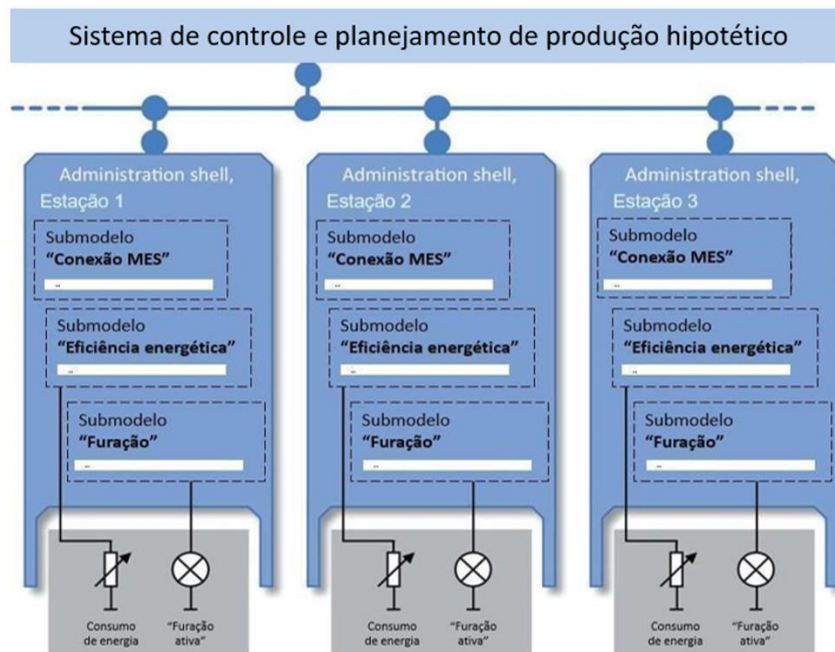 Sistema de controle e planejamento de produção hipotético
Administration shell,
Estação 1
Submodelo
“Conexão MES”
..
Submodelo
“Eficiência energética”
..
Submodelo
“Furação”
..
Consumo
de energia
“Furação
ativa”
Administration shell,
Estação 2
Submodelo
“Conexão MES”
..
Submodelo
“Eficiência energética”
..
Submodelo
“Furação”
..
Consumo
de energia
“Furação
ativa”
Administration shell,
Estação 3
Submodelo
“Conexão MES”
..
Submodelo
“Eficiência energética”
..
Submodelo
“Furação”
..
Consumo
de energia
“Furação
ativa”